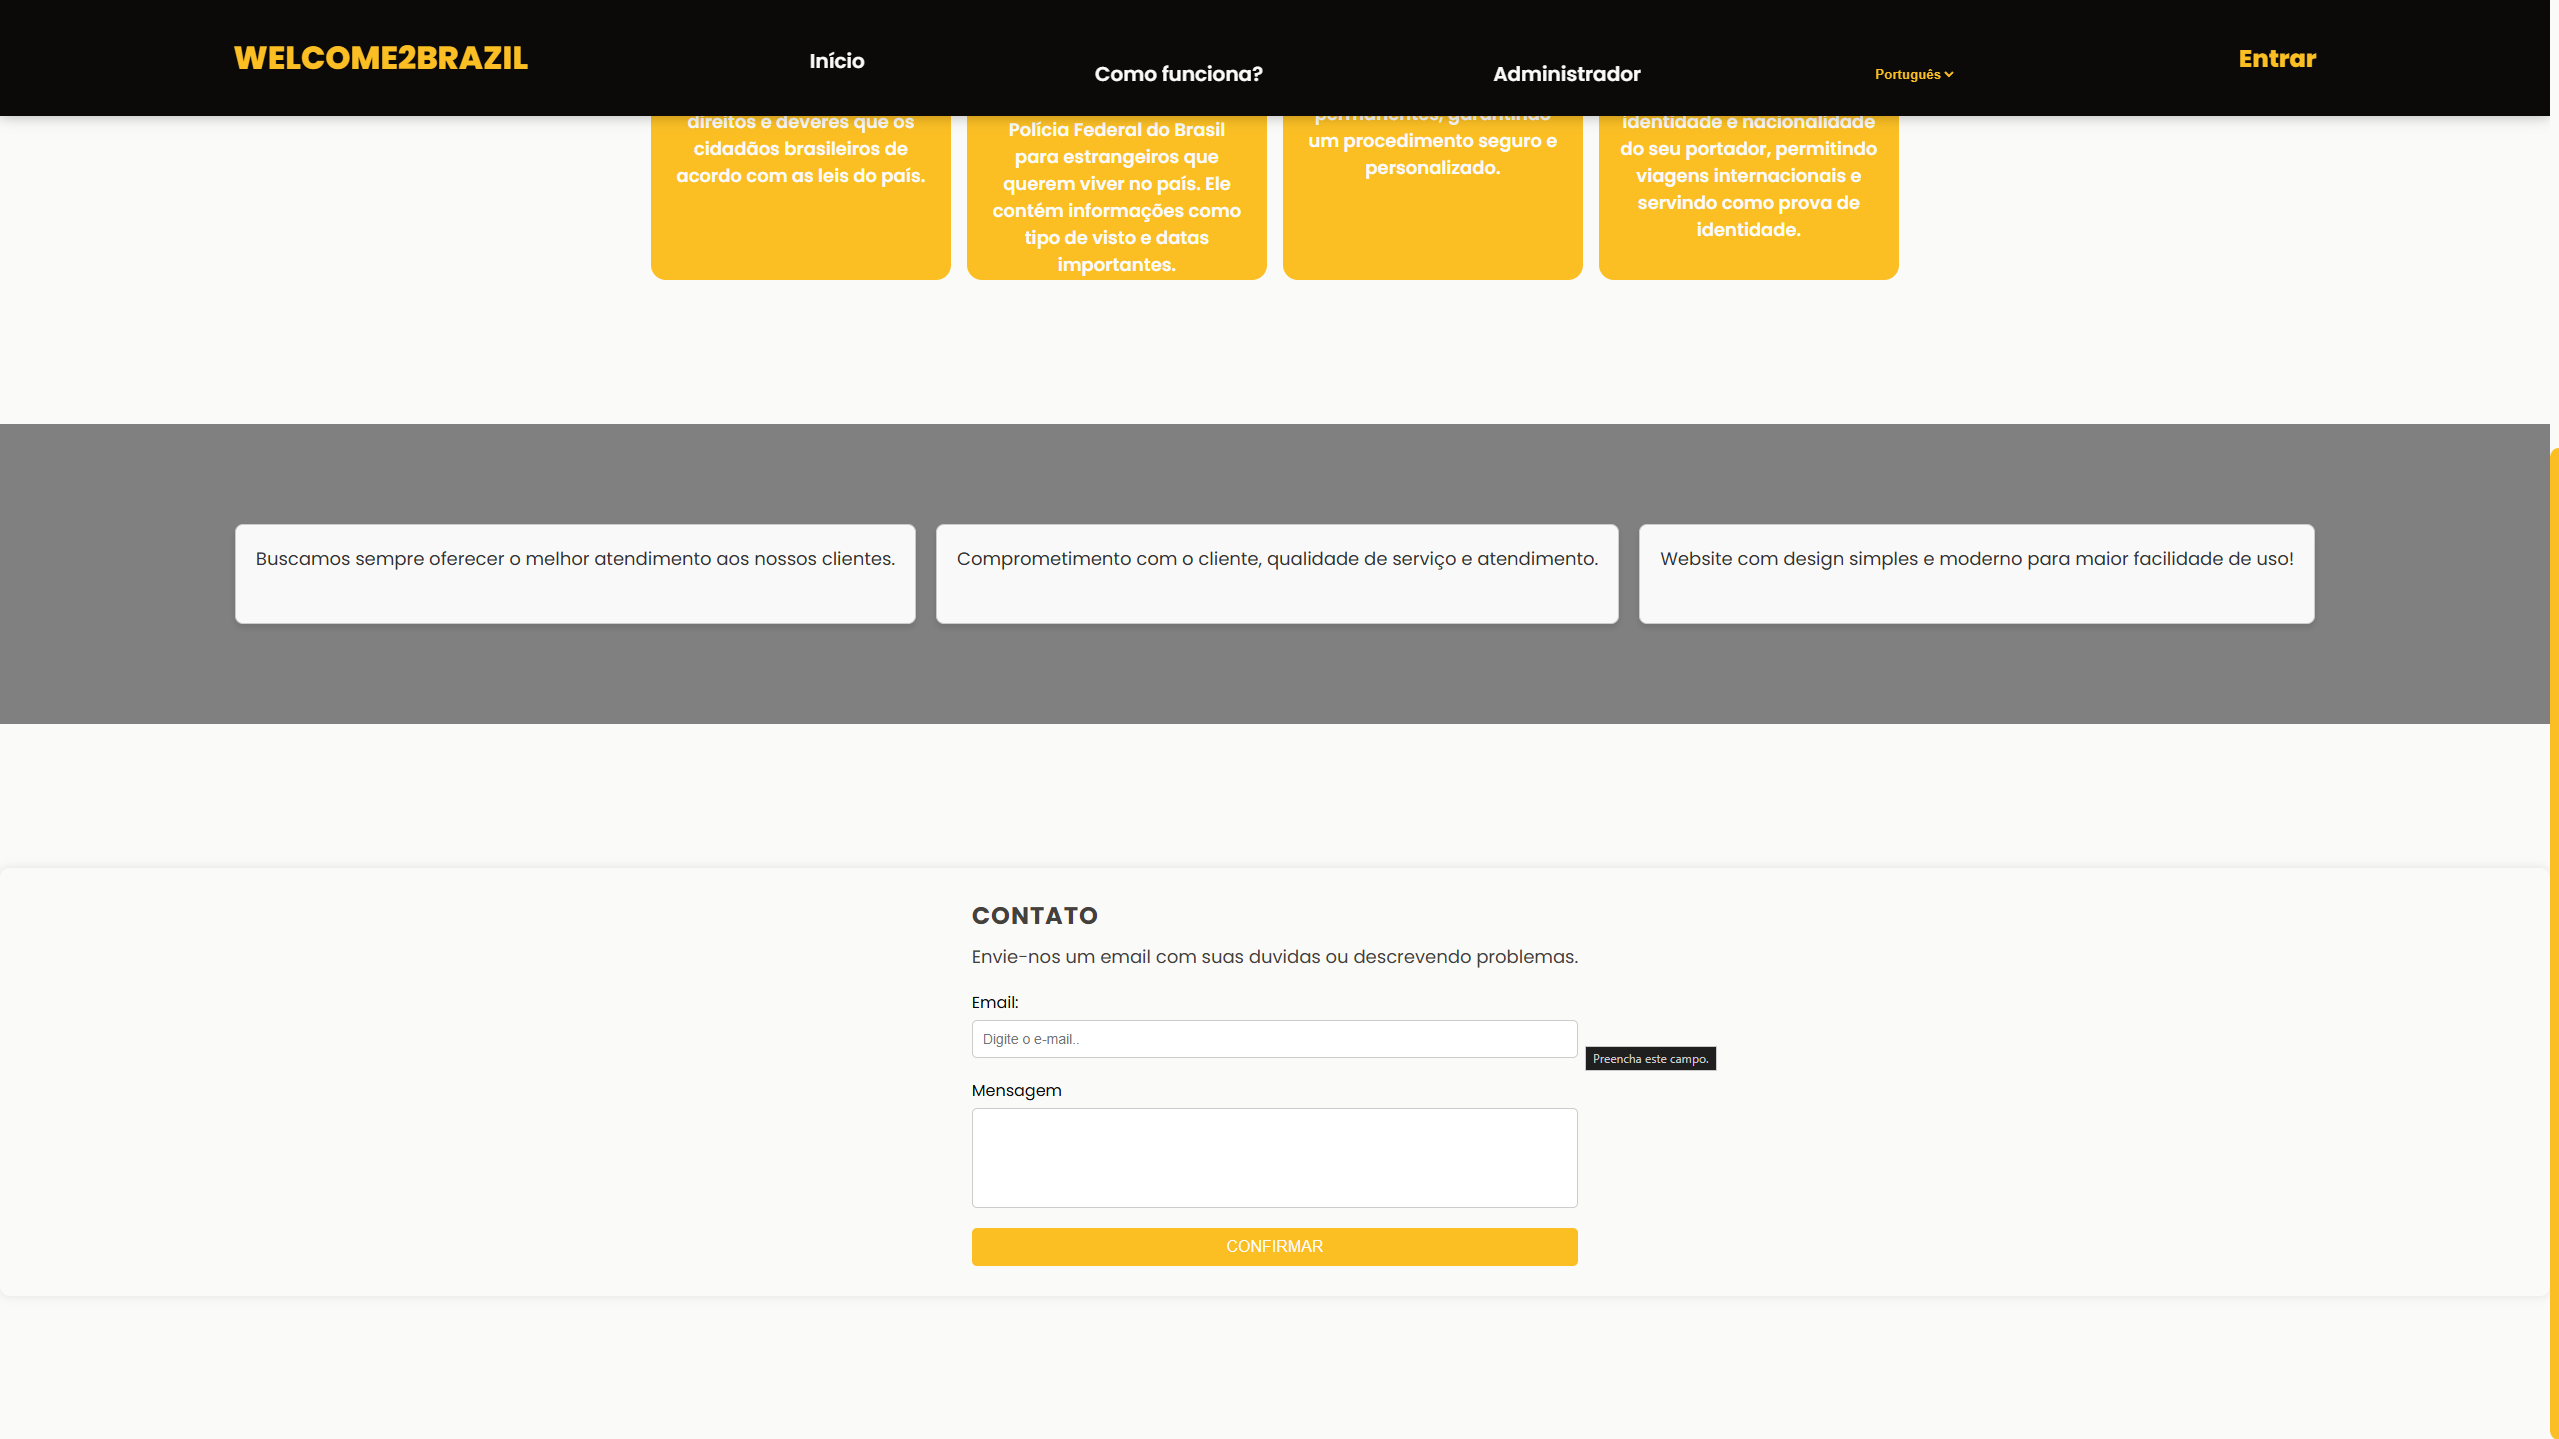 WELCOME2BRAZIL
Início
Como funciona?
Administrador
Português
Entrar
direitos e deveres que os
cidadãos brasileiros de
acordo com as leis do país.
Polícia Federal do Brasil
para estrangeiros que
querem viver no país. Ele
contém informações como
tipo de visto e datas
importantes.
permanentes, garantindo
um procedimento seguro e
personalizado.
identidade e nacionalidade
do seu portador, permitindo
viagens internacionais e
servindo como prova de
identidade.
Buscamos sempre oferecer o melhor atendimento aos nossos clientes.
Comprometimento com o cliente, qualidade de serviço e atendimento.
Website com design simples e moderno para maior facilidade de uso!
CONTATO
Envie-nos um email com suas duvidas ou descrevendo problemas.
Email:
Digite o e-mail..
Preencha este campo.
Mensagem
CONFIRMAR